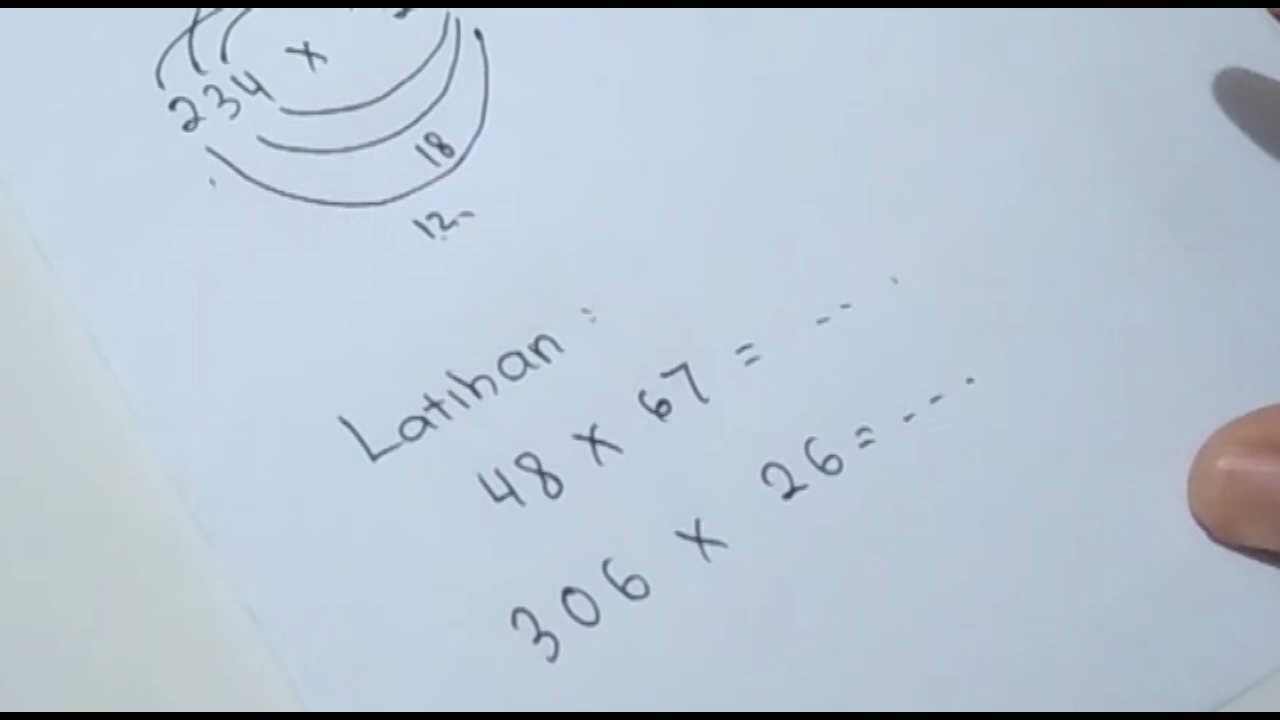 234 ×
18
12-
Latihan :
48 × 67 = ...
306 × 26 = ...